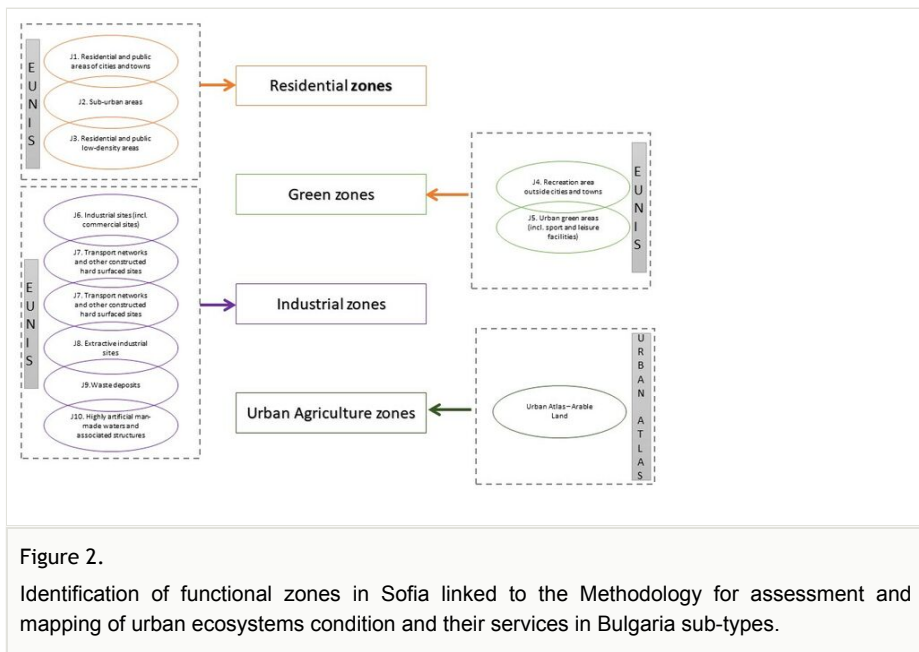 EUNIS
J1. Residential and public
areas of cities and towns
J2. Sub-urban areas
J3. Residential and public
low-density areas
Residential zones
Green zones
J4. Recreation area
outside cities and towns
J5. Urban green areas
(incl. sport and leisure
facilities)
EUNIS
EUNIS
J6. Industrial sites (incl.
commercial sites)
J7. Transport networks
and other constructed
hard surfaced sites
J7. Transport networks
and other constructed
hard surfaced sites
J8. Extractive industrial
sites
J9. Waste deposits
J10. Highly artificial man-
made waters and
associated structures
Industrial zones
Urban Agriculture zones
Urban Atlas – Arable
Land
URBAN ATLAS
Figure 2.
Identification of functional zones in Sofia linked to the Methodology for assessment and
mapping of urban ecosystems condition and their services in Bulgaria sub-types.